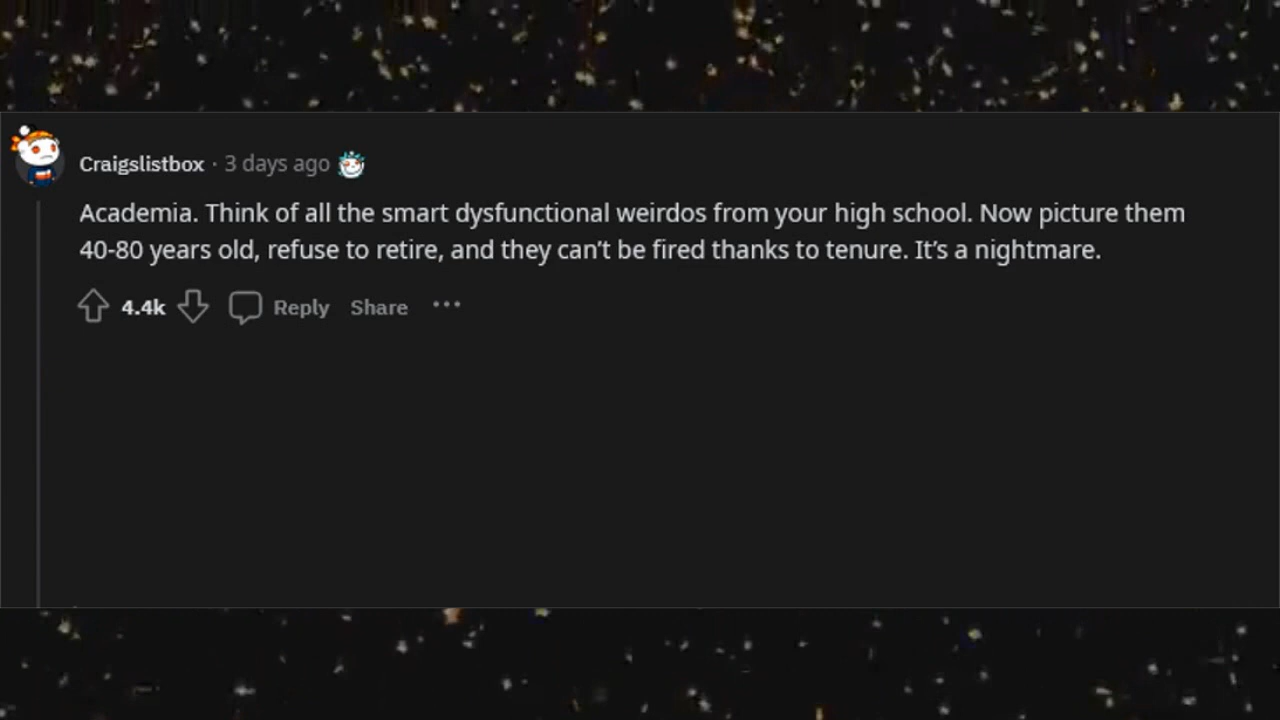 Craigslistbox · 3 days ago
Academia. Think of all the smart dysfunctional weirdos from your high school. Now picture them
40-80 years old, refuse to retire, and they can’t be fired thanks to tenure. It’s a nightmare.
4.4k Reply Share